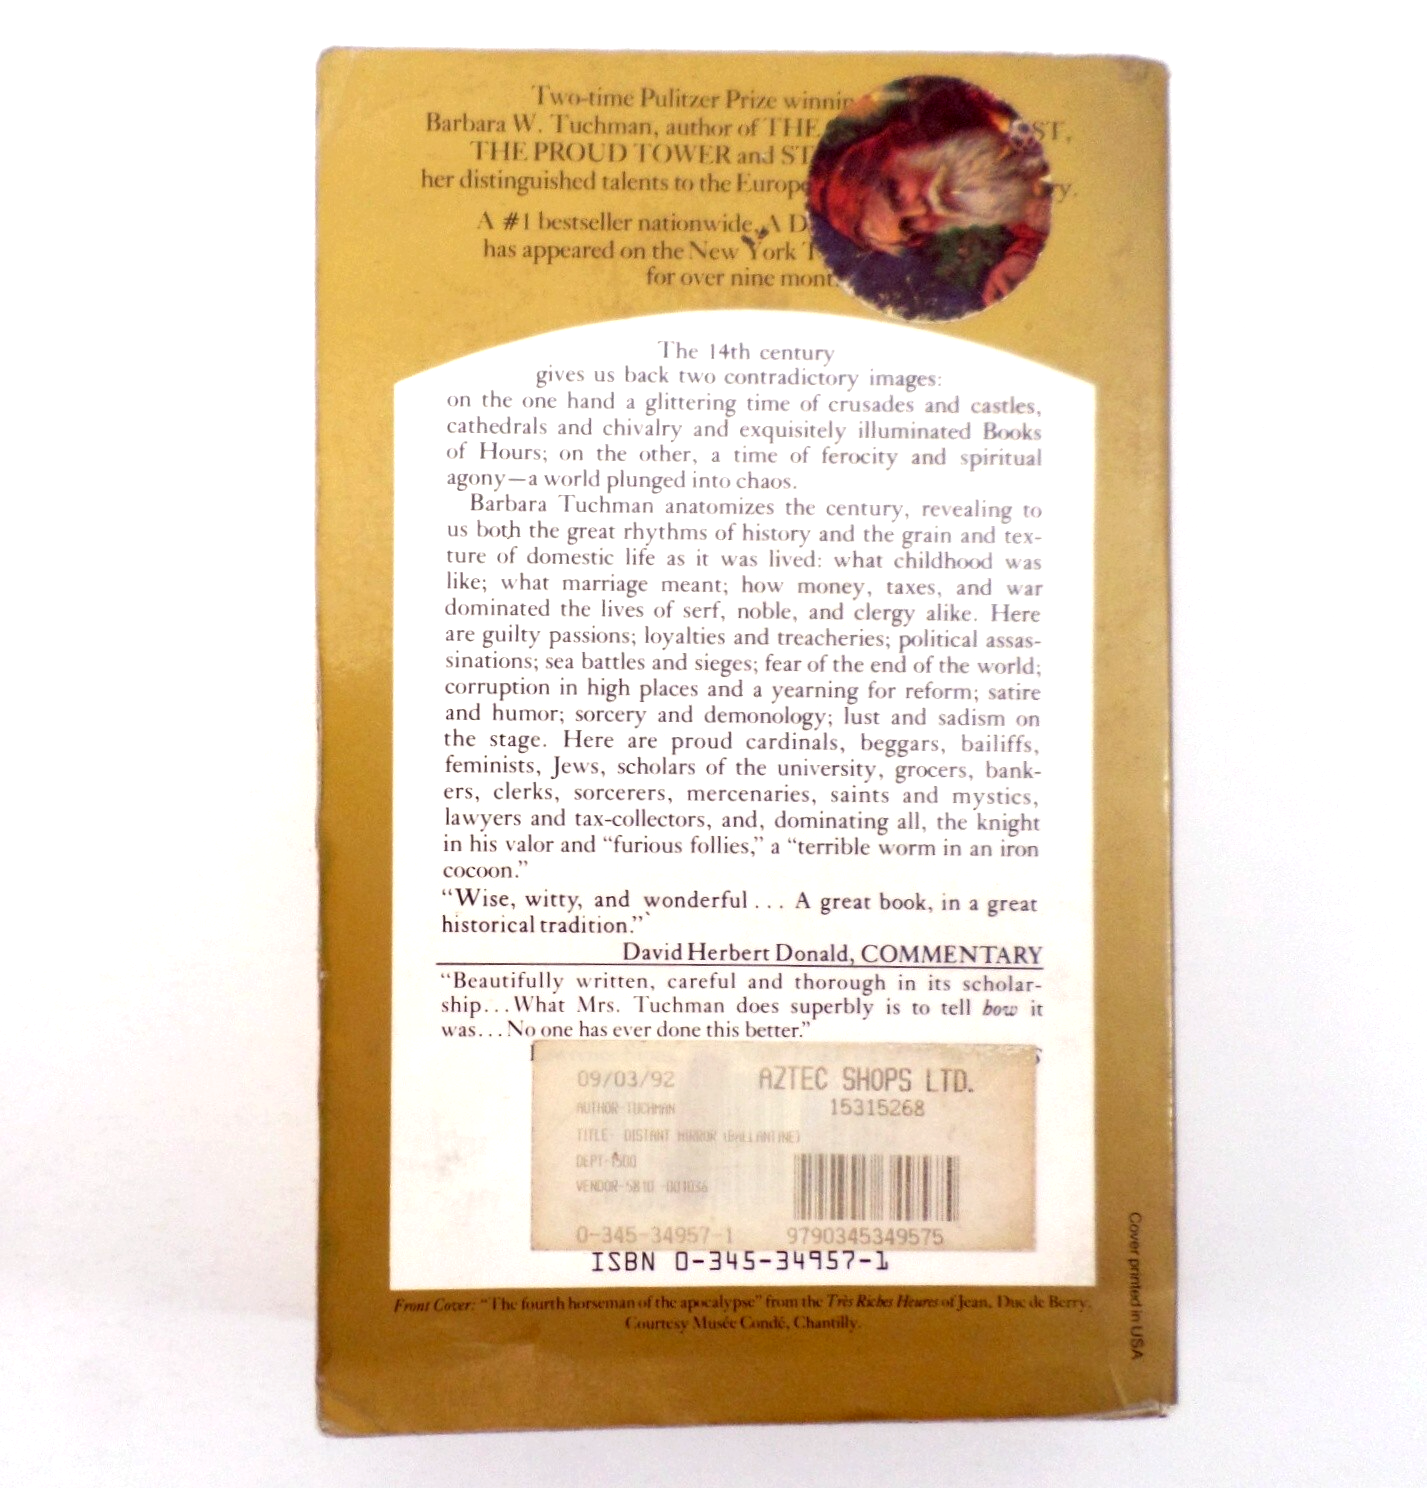 Two-time Pulitzer Prize winnin
Barbara W. Tuchman, author of THE ST,
THE PROUD TOWER and ST
her distinguished talents to the Europe ry.
A #1 bestseller nationwide, A D
has appeared on the New York T
for over nine mont
The 14th century
gives us back two contradictory images:
on the one hand a glittering time of crusades and castles,
cathedrals and chivalry and exquisitely illuminated Books
of Hours; on the other, a time of ferocity and spiritual
agony—a world plunged into chaos.
Barbara Tuchman anatomizes the century, revealing to
us both the great rhythms of history and the grain and tex-
ture of domestic life as it was lived: what childhood was
like; what marriage meant; how money, taxes, and war
dominated the lives of serf, noble, and clergy alike. Here
are guilty passions; loyalties and treacheries; political assas-
sinations; sea battles and sieges; fear of the end of the world;
corruption in high places and a yearning for reform; satire
and humor; sorcery and demonology; lust and sadism on
the stage. Here are proud cardinals, beggars, bailiffs,
feminists, Jews, scholars of the university, grocers, bank-
ers, clerks, sorcerers, mercenaries, saints and mystics,
lawyers and tax-collectors, and, dominating all, the knight
in his valor and “furious follies,” a “terrible worm in an iron
cocoon.”
“Wise, witty, and wonderful . . . A great book, in a great
historical tradition.”
David Herbert Donald, COMMENTARY
“Beautifully written, careful and thorough in its scholar-
ship. . . What Mrs. Tuchman does superbly is to tell how it
was. . . No one has ever done this better.”
09/03/92 AZTEC SHOPS LTD.
AUTHOR-TUCHMAN 15315268
TITLE- DISTANT MIRROR (BALLANTINE)
DEPT-1500
VENDOR-5810 -001036
0-345-34957-1 9790345349575
ISBN 0-345-34957-1
Front Cover: “The fourth horseman of the apocalypse” from the Très Riches Heures of Jean, Duc de Berry,
Courtesy Musée Condé, Chantilly.
Cover printed in USA